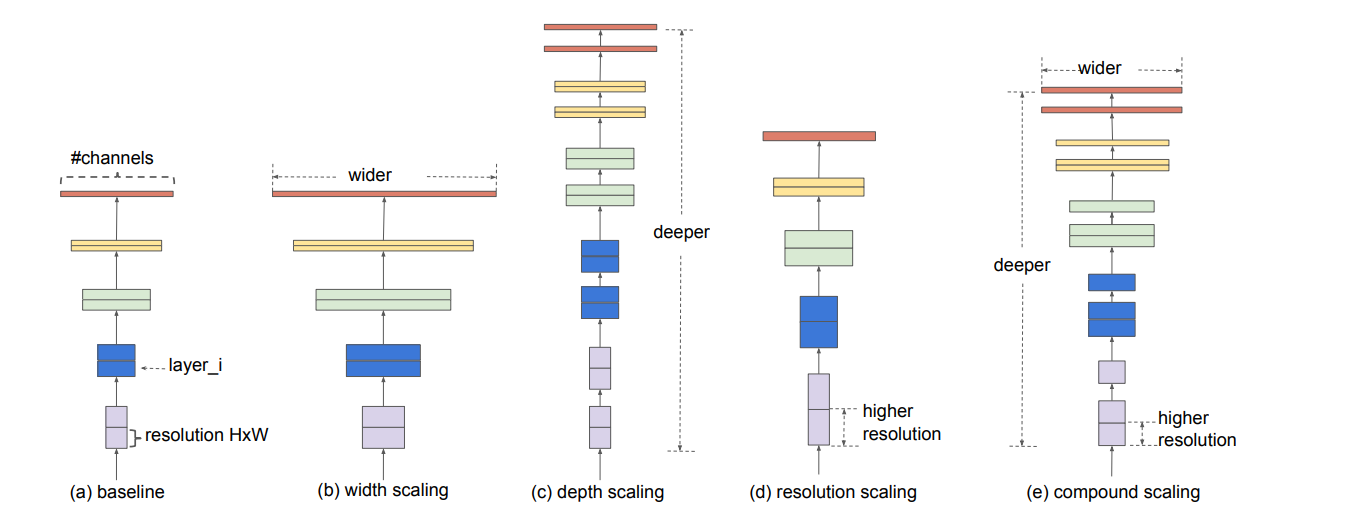 #channels
layer_i
resolution HxW
(a) baseline
wider
(b) width scaling
deeper
(c) depth scaling
higher
resolution
(d) resolution scaling
wider
deeper
higher
resolution
(e) compound scaling